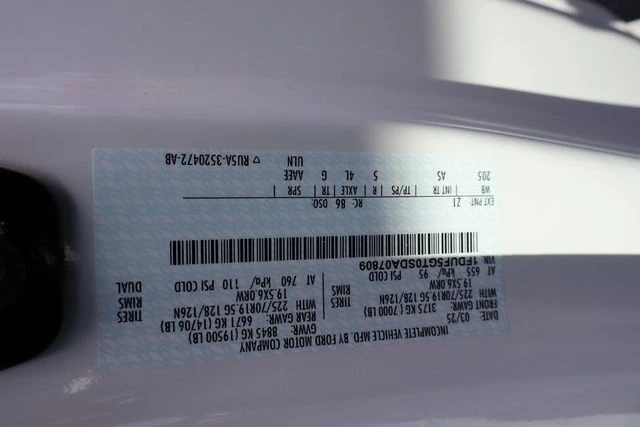 INCOMPLETE VEHICLE MFD. BY FORD MOTOR COMPANY
03/25 GVWR: 8845 KG (19500 LB)
FRONT GAWR: 3175 KG (7000 LB) REAR GAWR: 6671 KG (14706 LB)
WITH 225/70R19.5G 128/126N TIRES 225/70R19.5G 128/126N TIRES
19.5X6.0RW RIMS 19.5X6.0RW RIMS
AT 655 kPa/ 95 PSI COLD AT 760 kPa/ 110 PSI COLD DUAL
VIN 1FDUF5GT0SDA07809
EXT PNT: Z1 RC: 86 DSO:
WB INT TR TP/PS R AXLE TR SPR
205 AS 5 4L G AAEE
ULN
▽ RU5A-3520472-AB